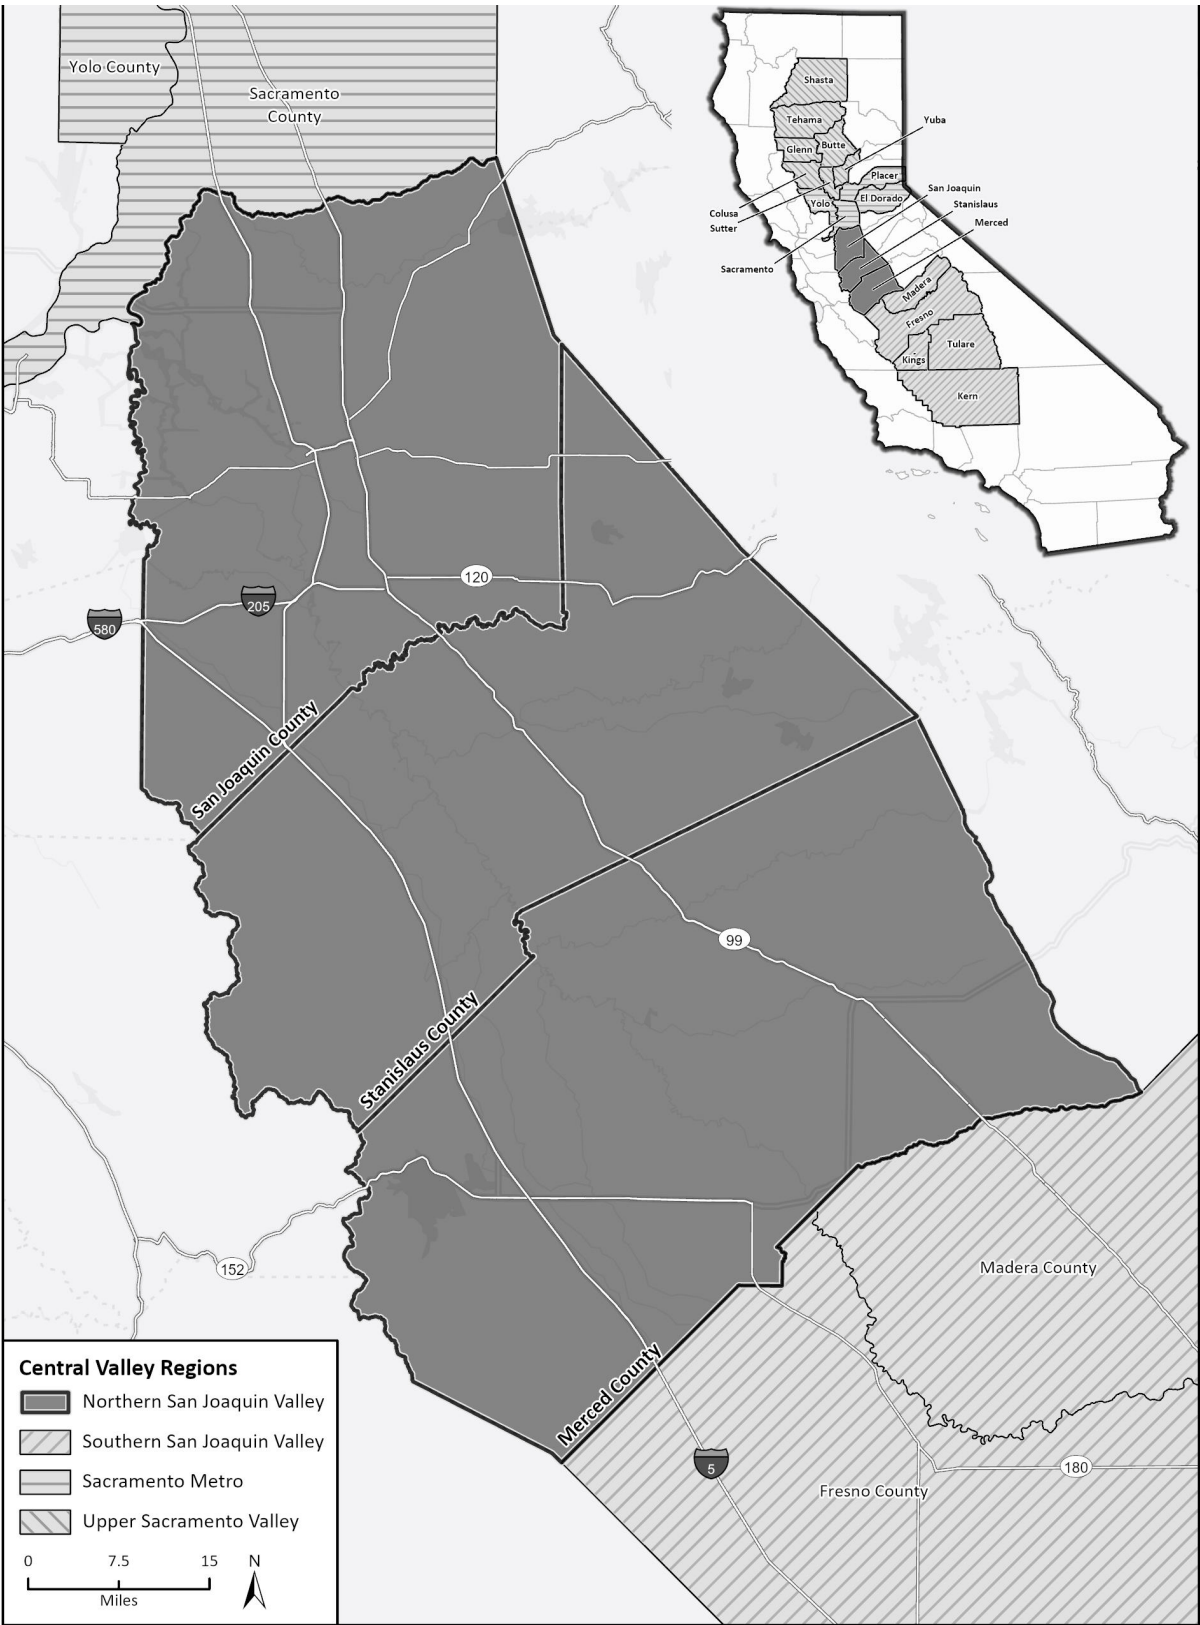 Yolo County
Sacramento
County
Shasta
Tehama
Yuba
Glenn
Butte
Placer
San Joaquin
El Dorado
Yolo
Stanislaus
Colusa
Sutter
Merced
Sacramento
Madera
Fresno
Tulare
Kings
Kern
120
205
580
San Joaquin County
99
Stanislaus County
152
Madera County
Merced County
5
180
Fresno County
Central Valley Regions
Northern San Joaquin Valley
Southern San Joaquin Valley
Sacramento Metro
Upper Sacramento Valley
0 7.5 15 N
Miles